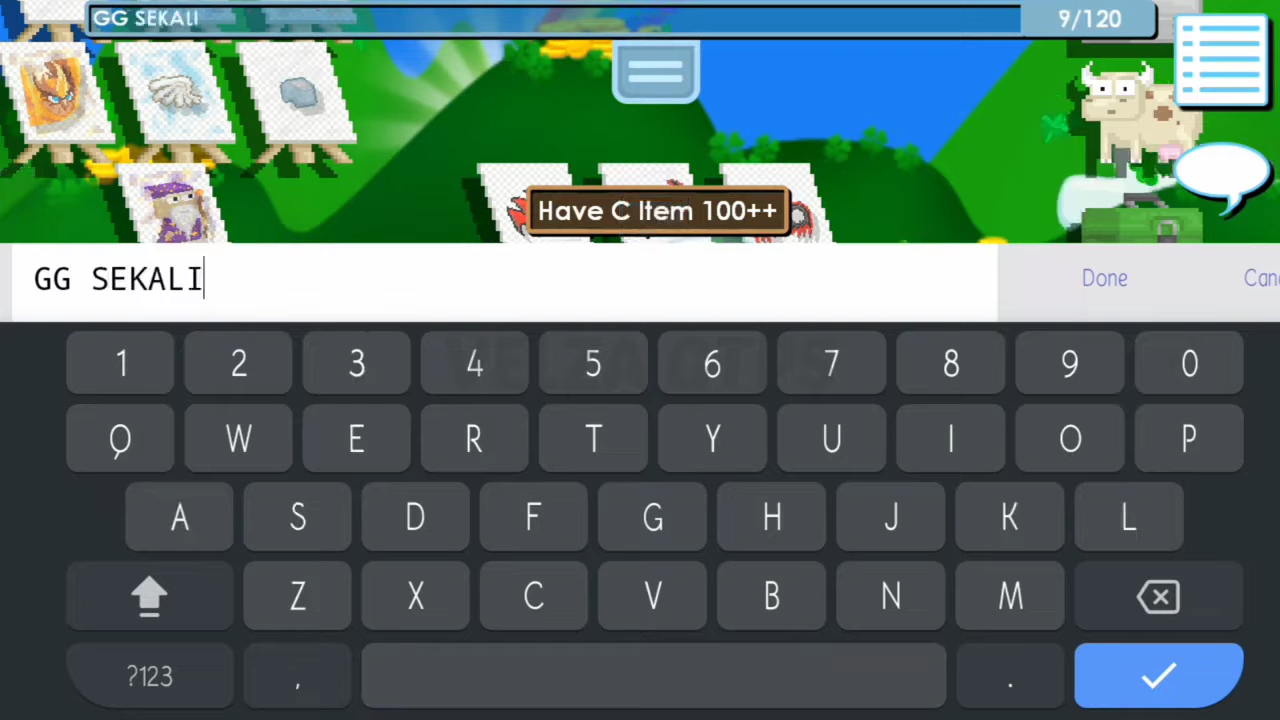 GG SEKALI
9/120
Have C Item 100++
GG SEKALI
Done
1 2 3 4 5 6 7 8 9 0
Q W E R T Y U I O P
A S D F G H J K L
Z X C V B N M
?123 , .